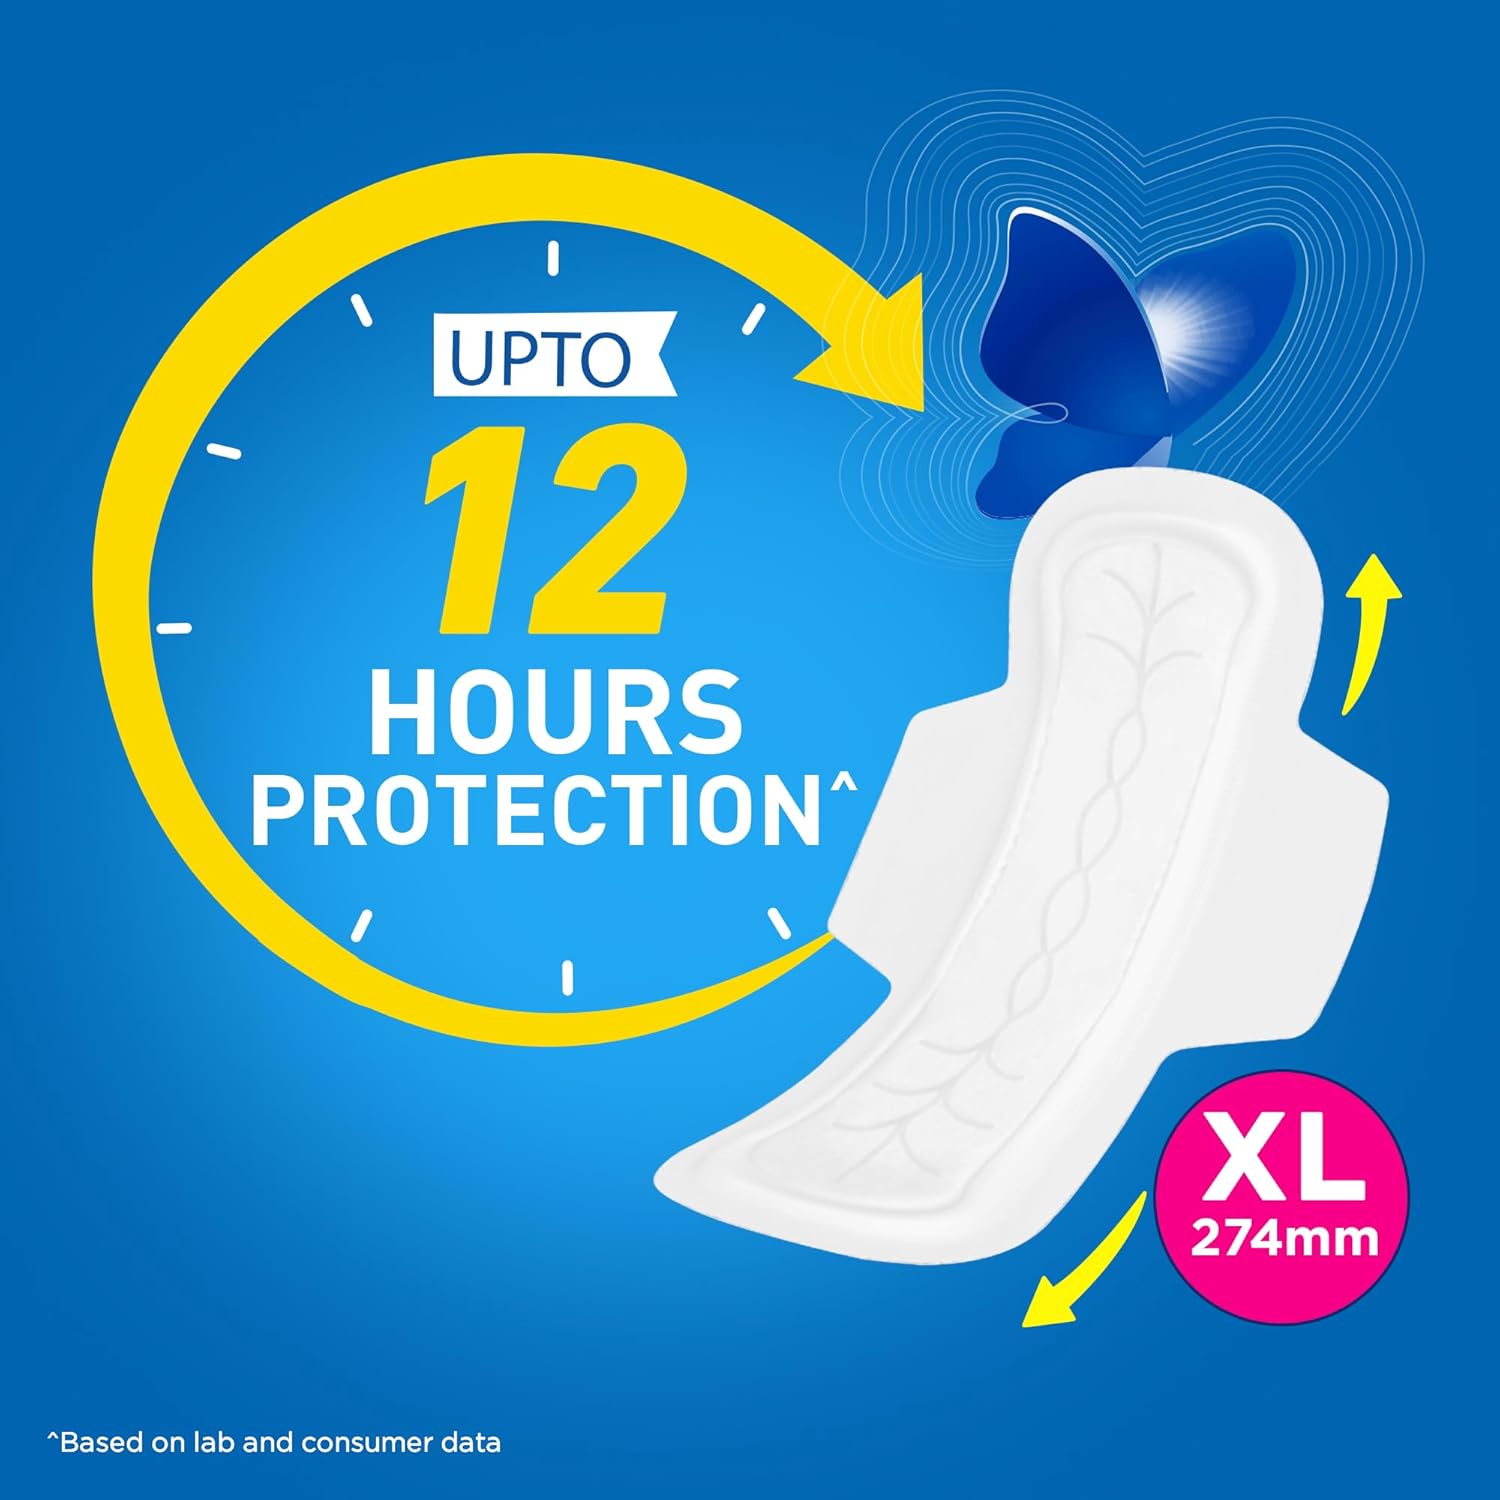 UPTO
12
HOURS
PROTECTION^
XL
274mm
^Based on lab and consumer data